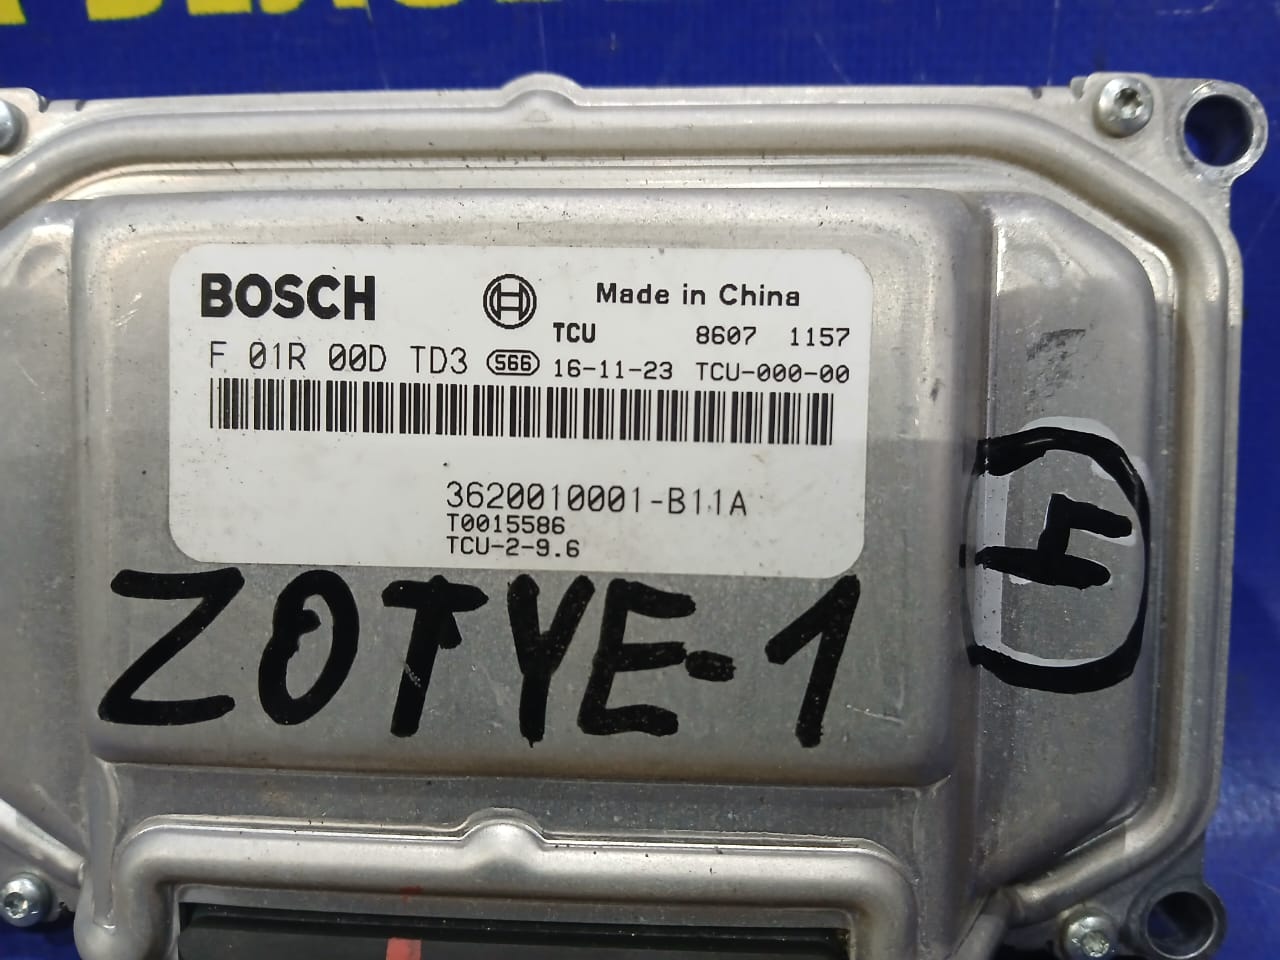 BOSCH
Made in China
TCU 8607 1157
F 01R 00D TD3 566 16-11-23 TCU-000-00
3620010001-B11A
T0015586
TCU-2-9.6
ZOTYE-1